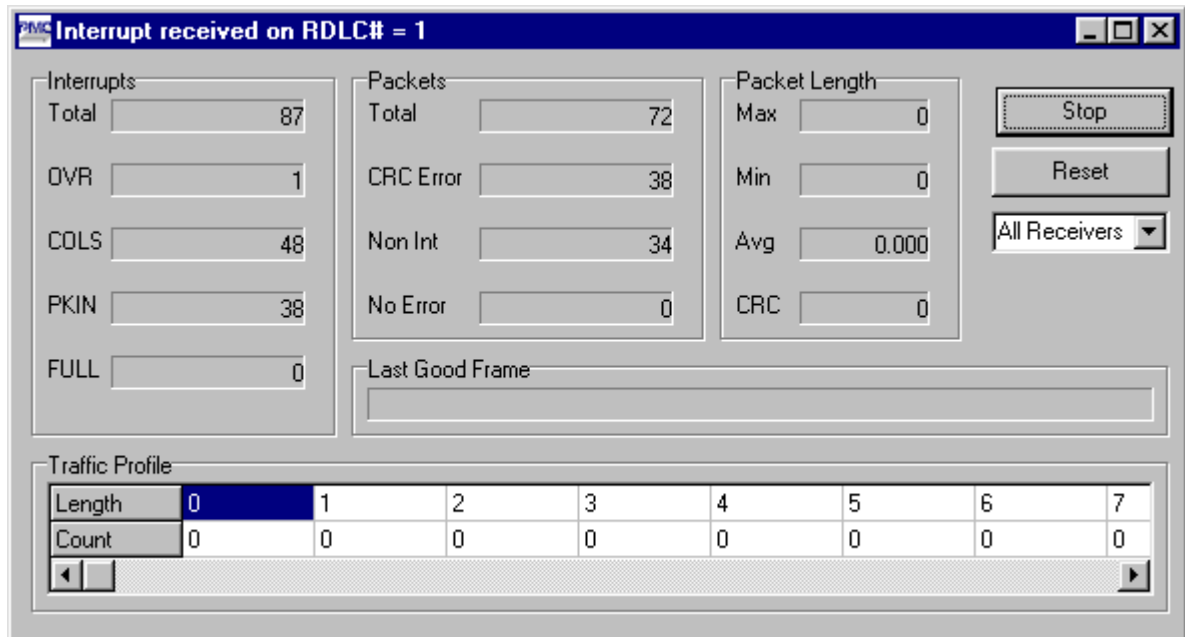 PMC Interrupt received on RDLC# = 1
Interrupts
Total 87
OVR 1
COLS 48
PKIN 38
FULL 0
Packets
Total 72
CRC Error 38
Non Int 34
No Error 0
Packet Length
Max 0
Min 0
Avg 0.000
CRC 0
Stop
Reset
All Receivers
Last Good Frame
Traffic Profile
Length 0 1 2 3 4 5 6 7
Count 0 0 0 0 0 0 0 0